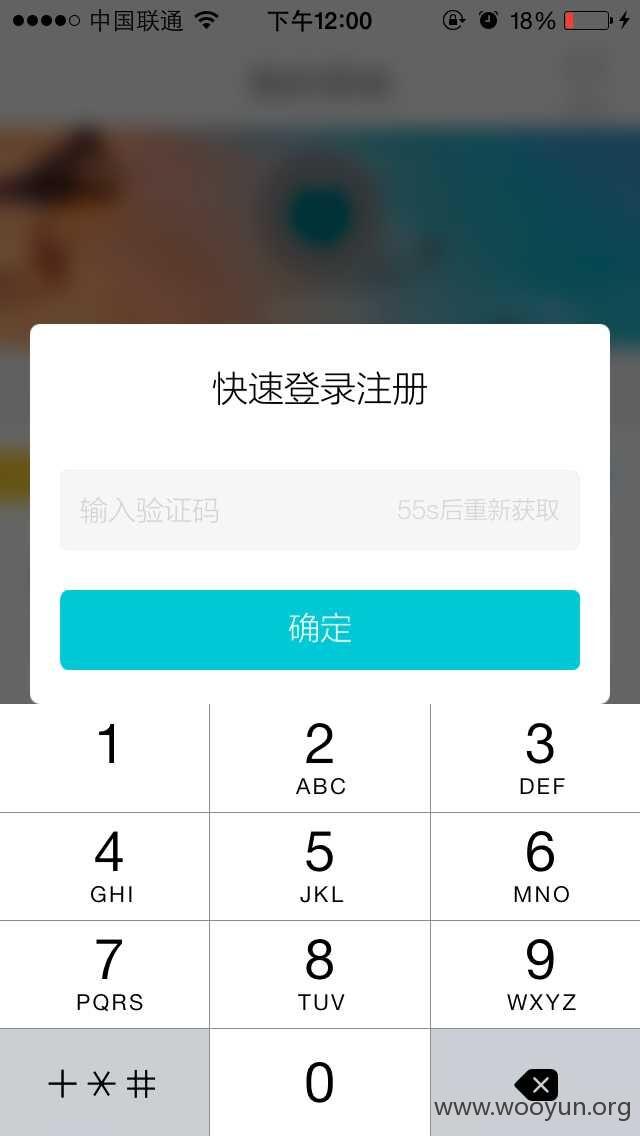 中国联通 下午12:00 18%
快速登录注册
输入验证码 55s后重新获取
确定
1 2 3
ABC DEF
4 5 6
GHI JKL MNO
7 8 9
PQRS TUV WXYZ
+*# 0
www.wooyun.org